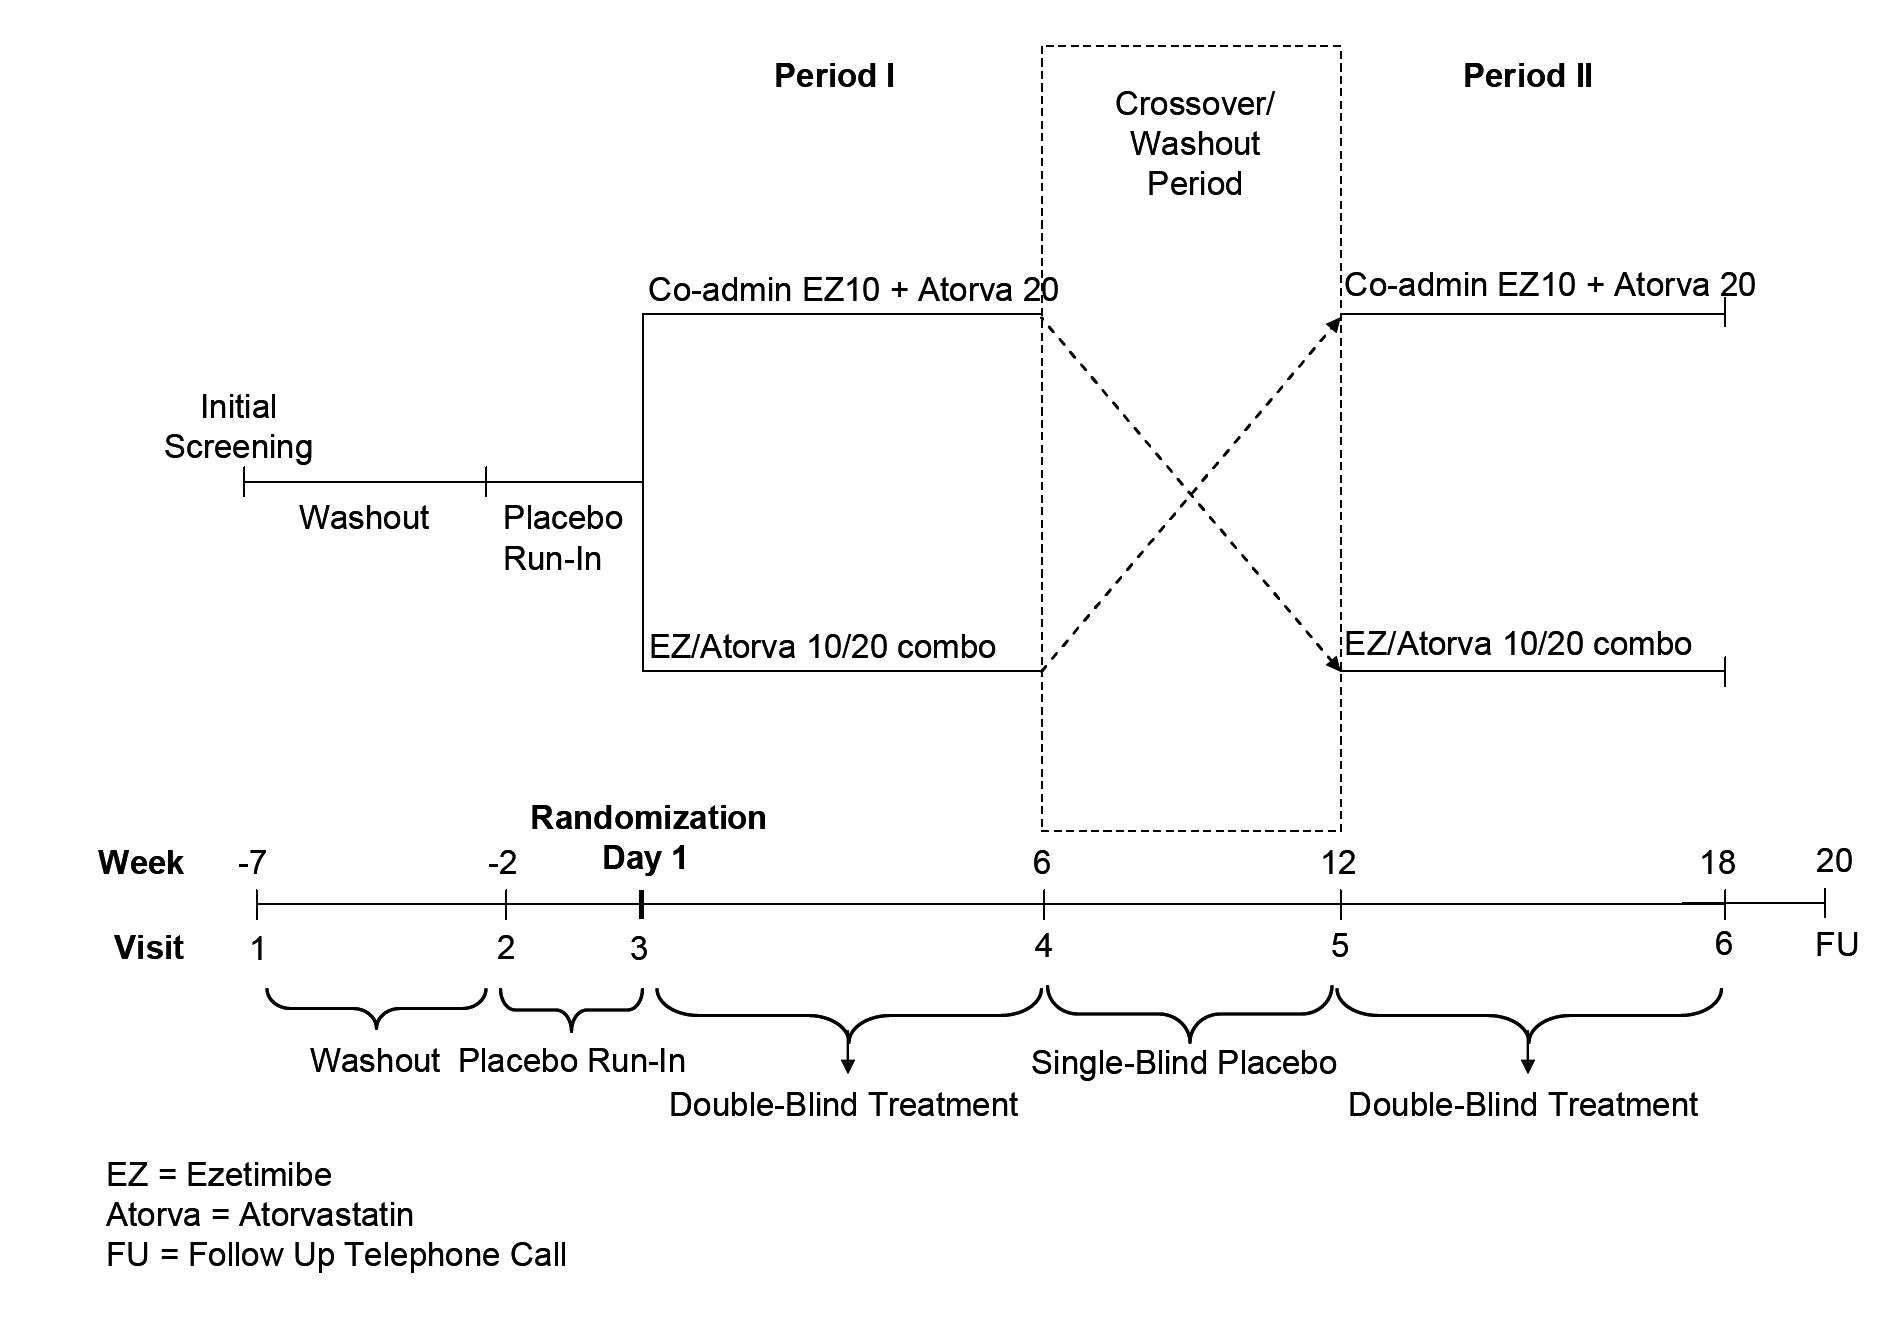 Period I
Crossover/
Washout
Period
Period II
Co-admin EZ10 + Atorva 20
Co-admin EZ10 + Atorva 20
Initial
Screening
Washout
Placebo
Run-In
EZ/Atorva 10/20 combo
EZ/Atorva 10/20 combo
Randomization
Day 1
Week -7 -2 6 12 18 20
Visit 1 2 3 4 5 6 FU
Washout Placebo Run-In Single-Blind Placebo
Double-Blind Treatment Double-Blind Treatment
EZ = Ezetimibe
Atorva = Atorvastatin
FU = Follow Up Telephone Call